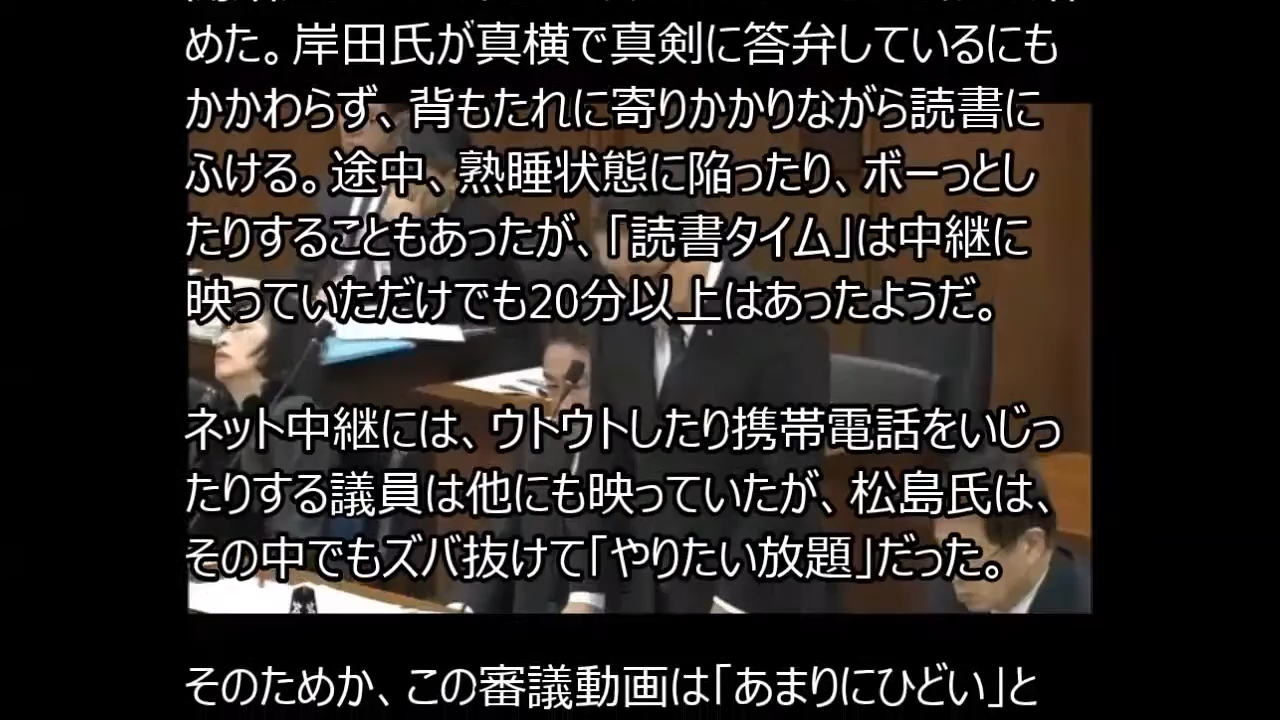 めた。岸田氏が真横で真剣に答弁しているにも
かかわらず、背もたれに寄りかかりながら読書に
ふける。途中、熟睡状態に陥ったり、ボーっとし
たりすることもあったが、「読書タイム」は中継に
映っていただけでも20分以上はあったようだ。
ネット中継には、ウトウトしたり携帯電話をいじっ
たりする議員は他にも映っていたが、松島氏は、
その中でもズバ抜けて「やりたい放題」だった。
そのためか、この審議動画は「あまりにひどい」と